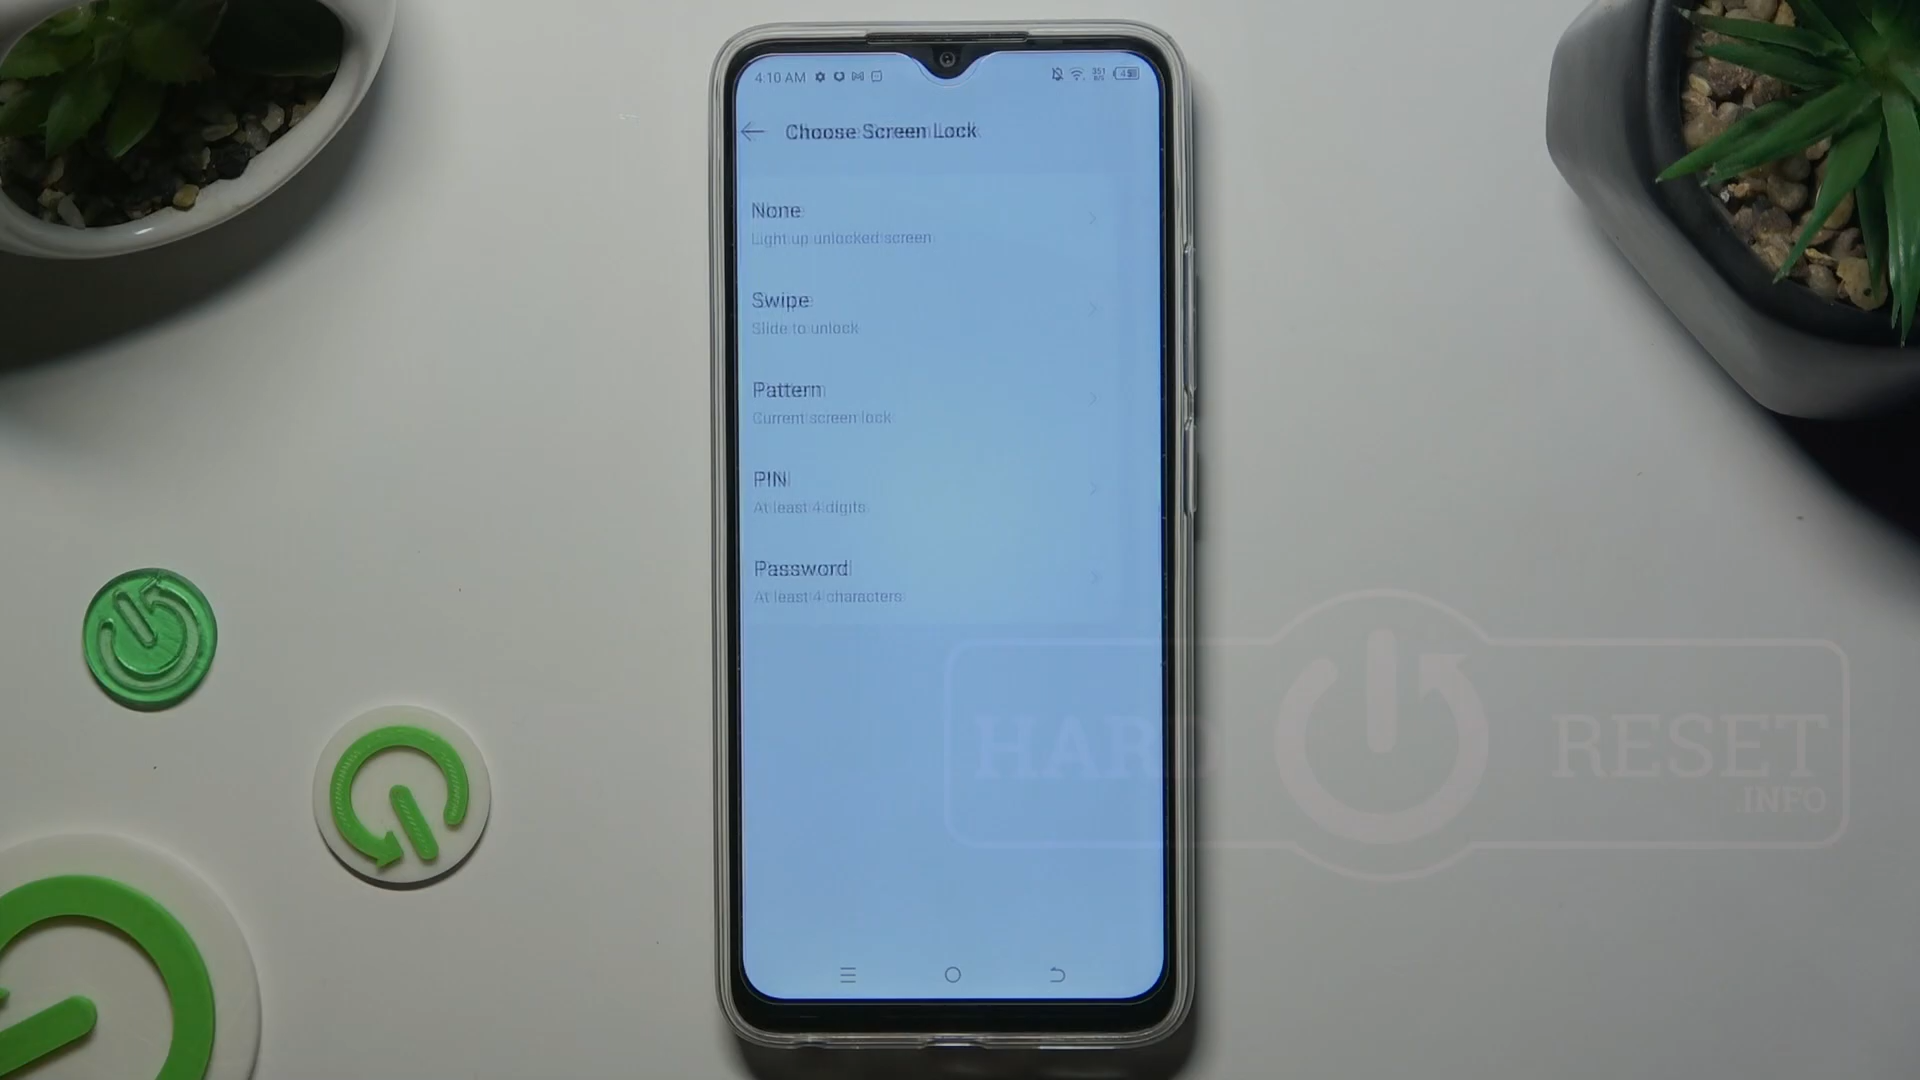 4:10 AM
Choose Screen Lock
None
Light up unlocked screen
Swipe
Slide to unlock
Pattern
Current screen lock
PIN
At least 4 digits
Password
At least 4 characters
HARD RESET
.INFO